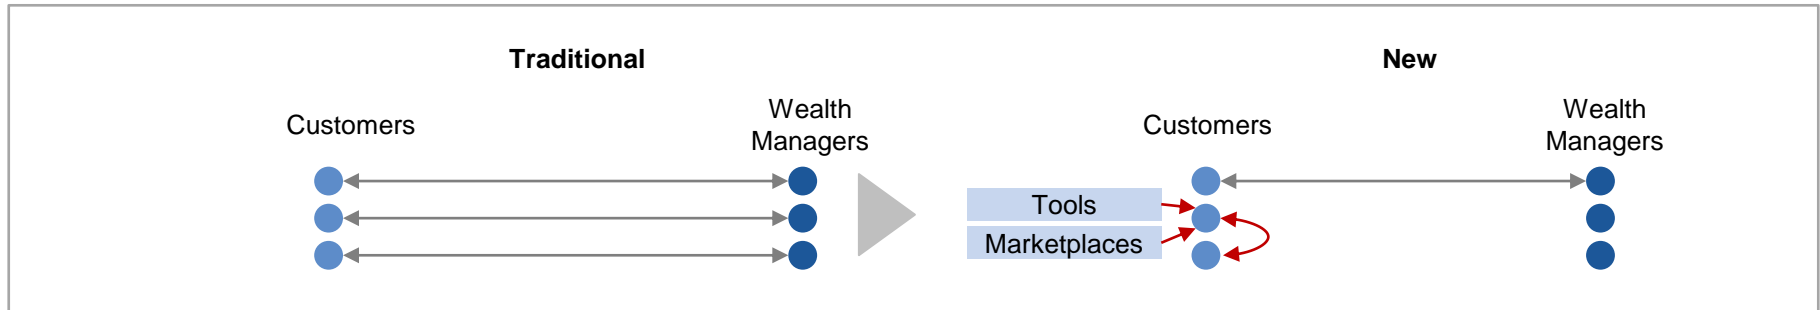 Traditional
New
Customers
Wealth
Managers
Customers
Wealth
Managers
Tools
Marketplaces